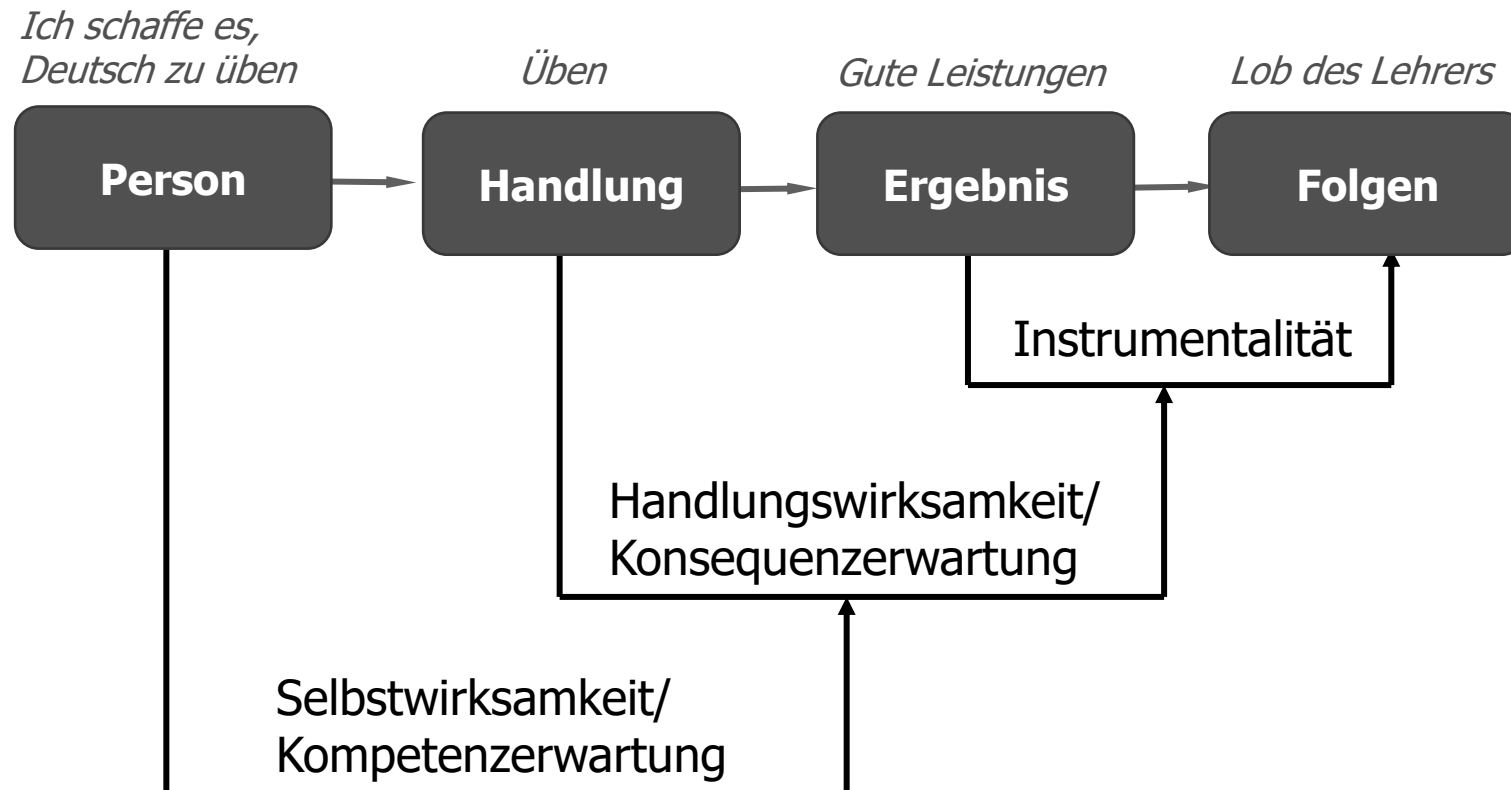 Ich schaffe es,
Deutsch zu üben
Üben
Gute Leistungen
Lob des Lehrers
Person
Handlung
Ergebnis
Folgen
Instrumentalität
Handlungswirksamkeit/
Konsequenzerwartung
Selbstwirksamkeit/
Kompetenzerwartung